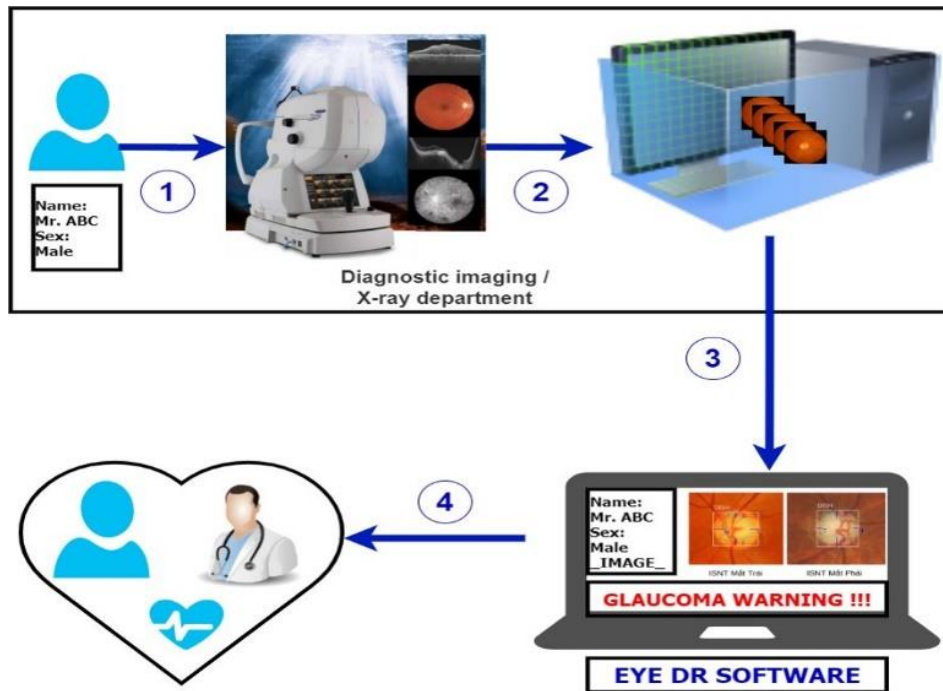 Name:
Mr. ABC
Sex:
Male
1
2
Diagnostic imaging /
X-ray department
3
4
Name:
Mr. ABC
Sex:
Male
_IMAGE_
ISNT Mắt Trái
ISNT Mắt Phải
GLAUCOMA WARNING !!!
EYE DR SOFTWARE